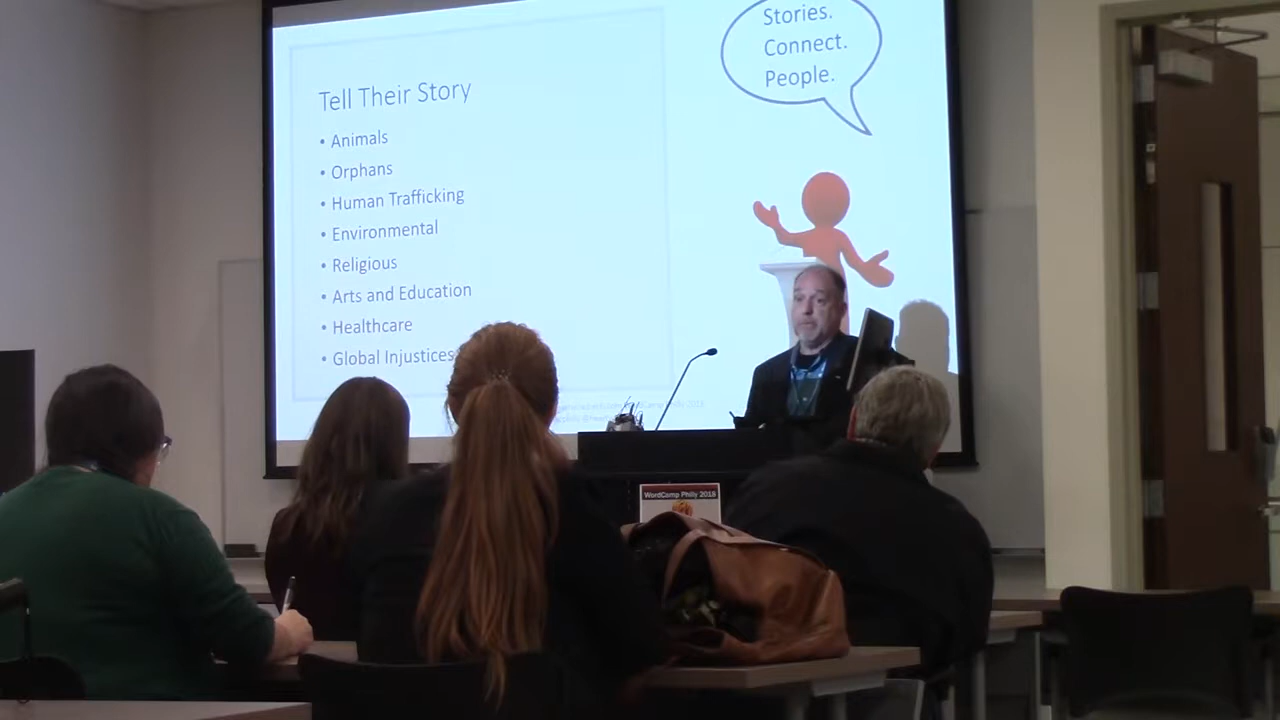 Tell Their Story
• Animals
• Orphans
• Human Trafficking
• Environmental
• Religious
• Arts and Education
• Healthcare
• Global Injustices
Stories.
Connect.
People.
WordCamp Philly 2018